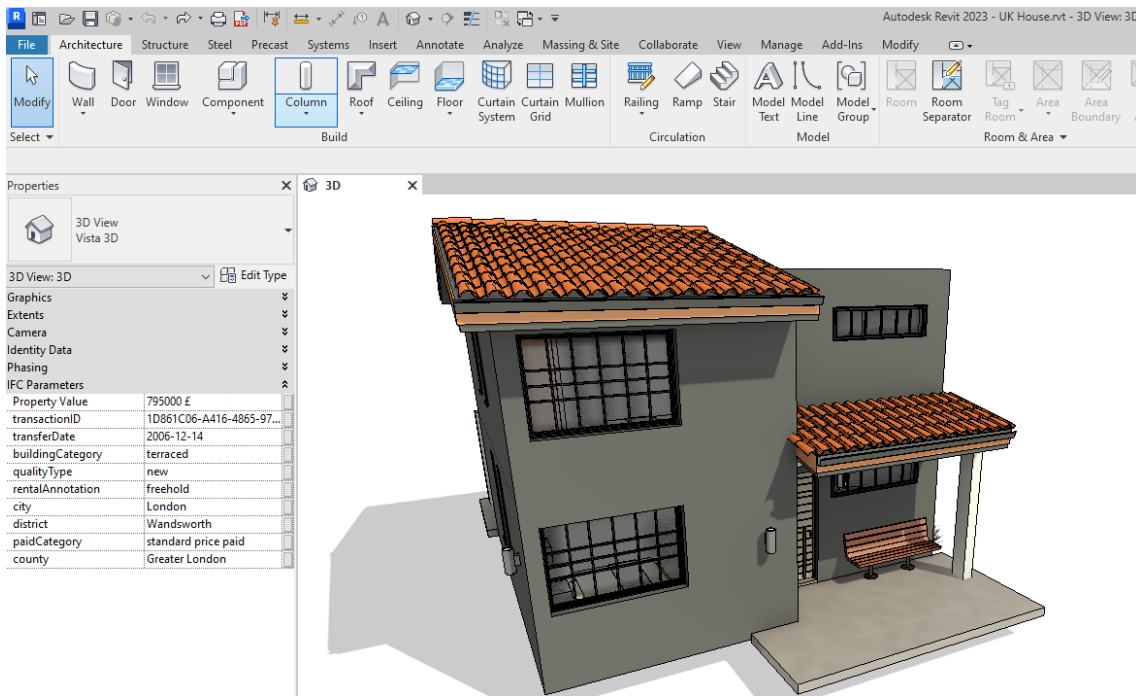 R
Autodesk Revit 2023 - UK House.rvt - 3D View: 3D
File Architecture Structure Steel Precast Systems Insert Annotate Analyze Massing & Site Collaborate View Manage Add-Ins Modify
Modify Wall Door Window Component Column Roof Ceiling Floor Curtain System Curtain Grid Mullion Railing Ramp Stair Model Text Model Line Model Group Room Room Separator Tag Room Area Area Boundary
Select Build Circulation Model Room & Area
Properties
3D
3D View
Vista 3D
3D View: 3D Edit Type
Graphics
Extents
Camera
Identity Data
Phasing
IFC Parameters
Property Value 795000 £
transactionID 1D861C06-A416-4865-97...
transferDate 2006-12-14
buildingCategory terraced
qualityType new
rentalAnnotation freehold
city London
district Wandsworth
paidCategory standard price paid
county Greater London